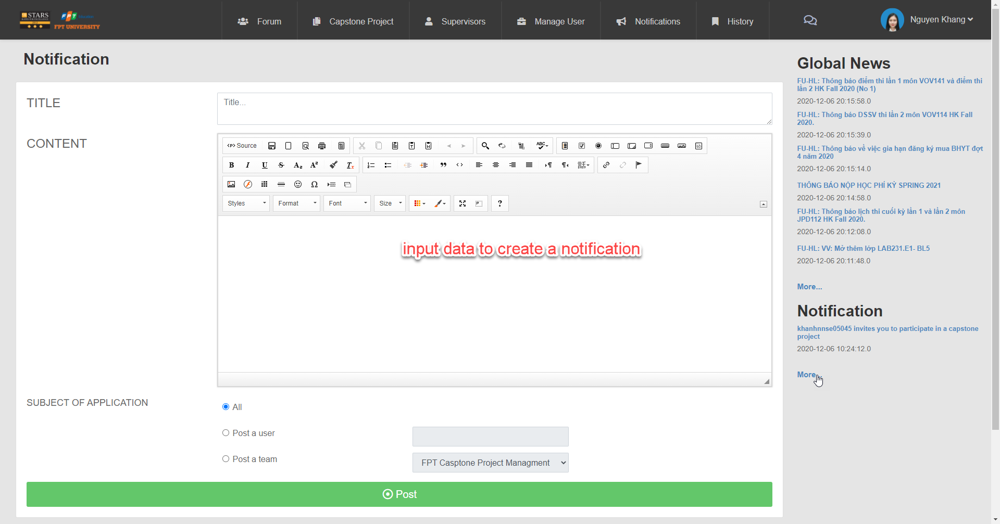 STARS
FPT Education
FPT UNIVERSITY
Forum
Capstone Project
Supervisors
Manage User
Notifications
History
Nguyen Khang
Notification
TITLE
Title...
CONTENT
Source
ABC
B I U S A₂ A² Tx
Styles Format Font Size ?
input data to create a notification
SUBJECT OF APPLICATION
All
Post a user
Post a team
FPT Casptone Project Managment
Post
Global News
FU-HL: Thông báo điểm thi lần 1 môn VOV141 và điểm thi
lần 2 HK Fall 2020 (No 1)
2020-12-06 20:15:58.0
FU-HL: Thông báo DSSV thi lần 2 môn VOV114 HK Fall
2020.
2020-12-06 20:15:39.0
FU-HL: Thông báo về việc gia hạn đăng ký mua BHYT đợt
4 năm 2020
2020-12-06 20:15:14.0
THÔNG BÁO NỘP HỌC PHÍ KỲ SPRING 2021
2020-12-06 20:14:58.0
FU-HL: Thông báo lịch thi cuối kỳ lần 1 và lần 2 môn
JPD112 HK Fall 2020.
2020-12-06 20:12:08.0
FU-HL: VV: Mở thêm lớp LAB231.E1- BL5
2020-12-06 20:11:48.0
More...
Notification
khanhnnse05045 invites you to participate in a capstone
project
2020-12-06 10:24:12.0
More...